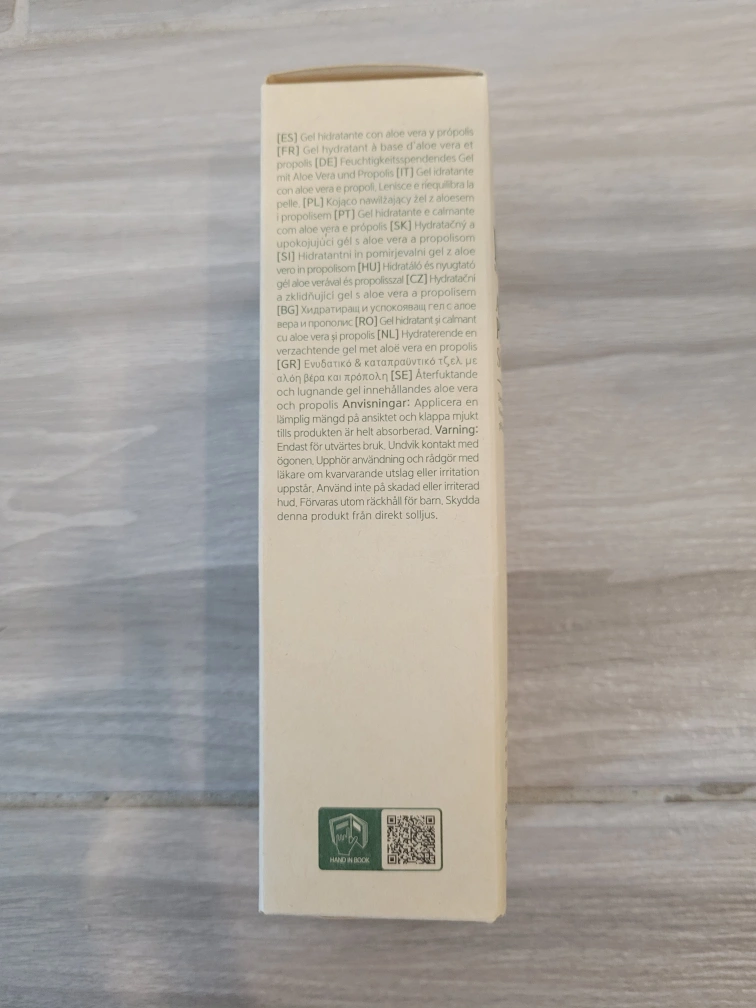 [ES] Gel hidratante con aloe vera y própolis
[FR] Gel hydratant à base d'aloe vera et
propolis [DE] Feuchtigkeitsspendendes Gel
mit Aloe Vera und Propolis [IT] Gel idratante
con aloe vera e propoli. Lenisce e riequilibra la
pelle. [PL] Kojąco nawilżający żel z aloesem
i propolisem [PT] Gel hidratante e calmante
com aloe vera e própolis [SK] Hydratačný a
upokojujúci gél s aloe vera a propolisom
[SI] Hidratantni in pomirjevalni gel z aloe
vero in propolisom [HU] Hidratáló és nyugtató
gél aloe verával és propolisszal [CZ] Hydratační
a zklidňující gel s aloe vera a propolisem
[BG] Хидратиращ и успокояващ гел с алое
вера и прополис [RO] Gel hidratant și calmant
cu aloe vera și propolis [NL] Hydraterende en
verzachtende gel met aloë vera en propolis
[GR] Ενυδατικό & καταπραϋντικό τζελ με
αλόη βέρα και πρόπολη [SE] Återfuktande
och lugnande gel innehållandes aloe vera
och propolis Anvisningar: Applicera en
lämplig mängd på ansiktet och klappa mjukt
tills produkten är helt absorberad. Varning:
Endast för utvärtes bruk. Undvik kontakt med
ögonen. Upphör användning och rådgör med
läkare om kvarvarande utslag eller irritation
uppstår. Använd inte på skadad eller irriterad
hud. Förvaras utom räckhåll för barn. Skydda
denna produkt från direkt solljus.
HAND IN BOOK